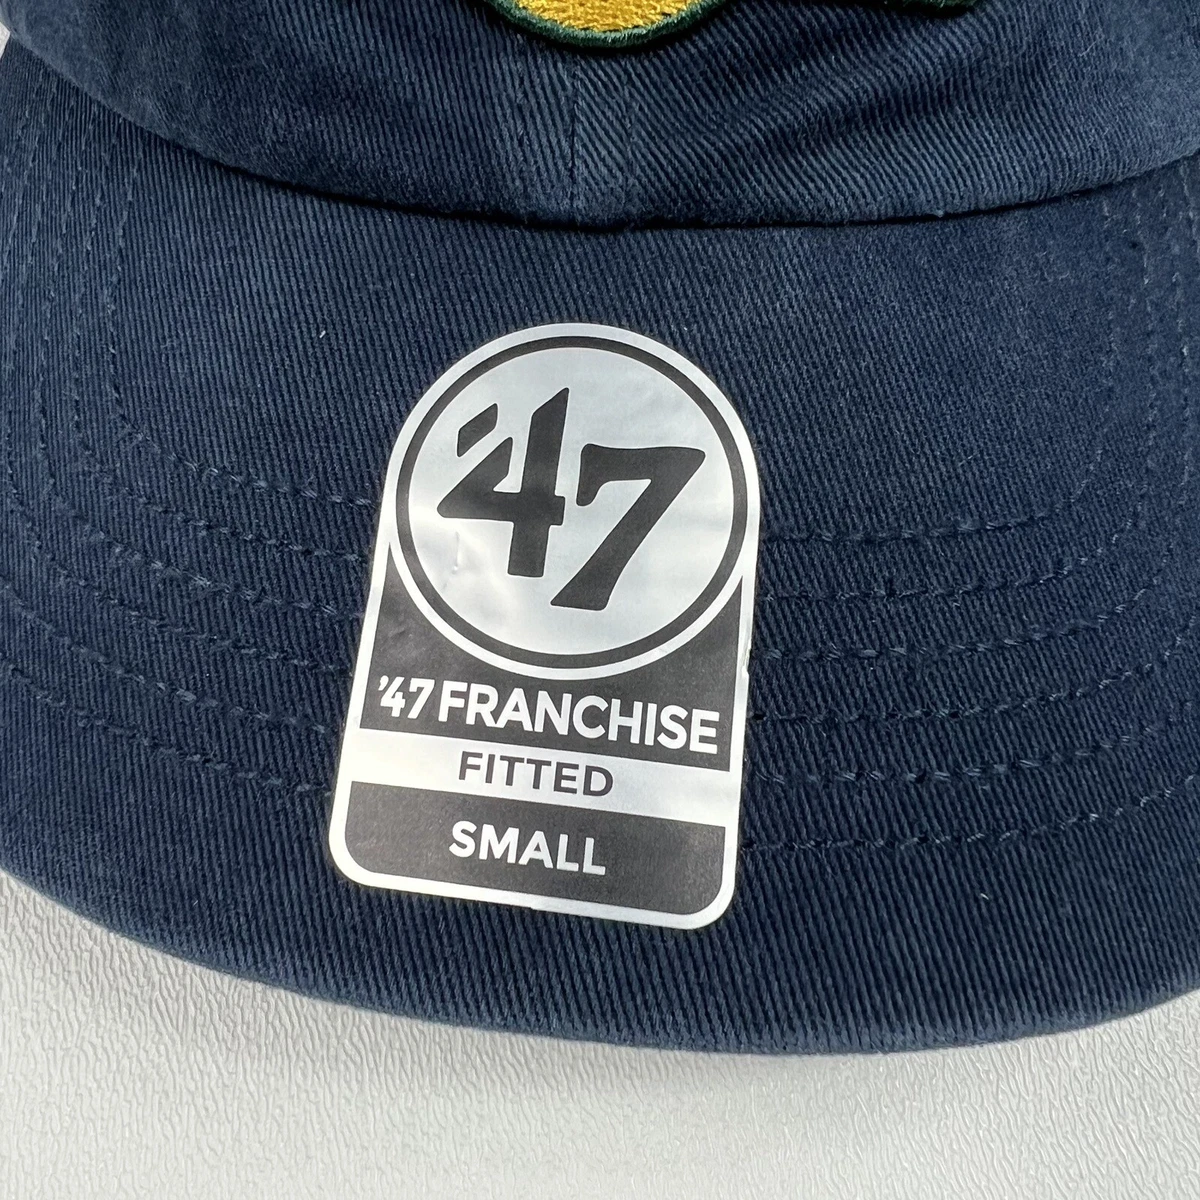 '47
'47 FRANCHISE
FITTED
SMALL